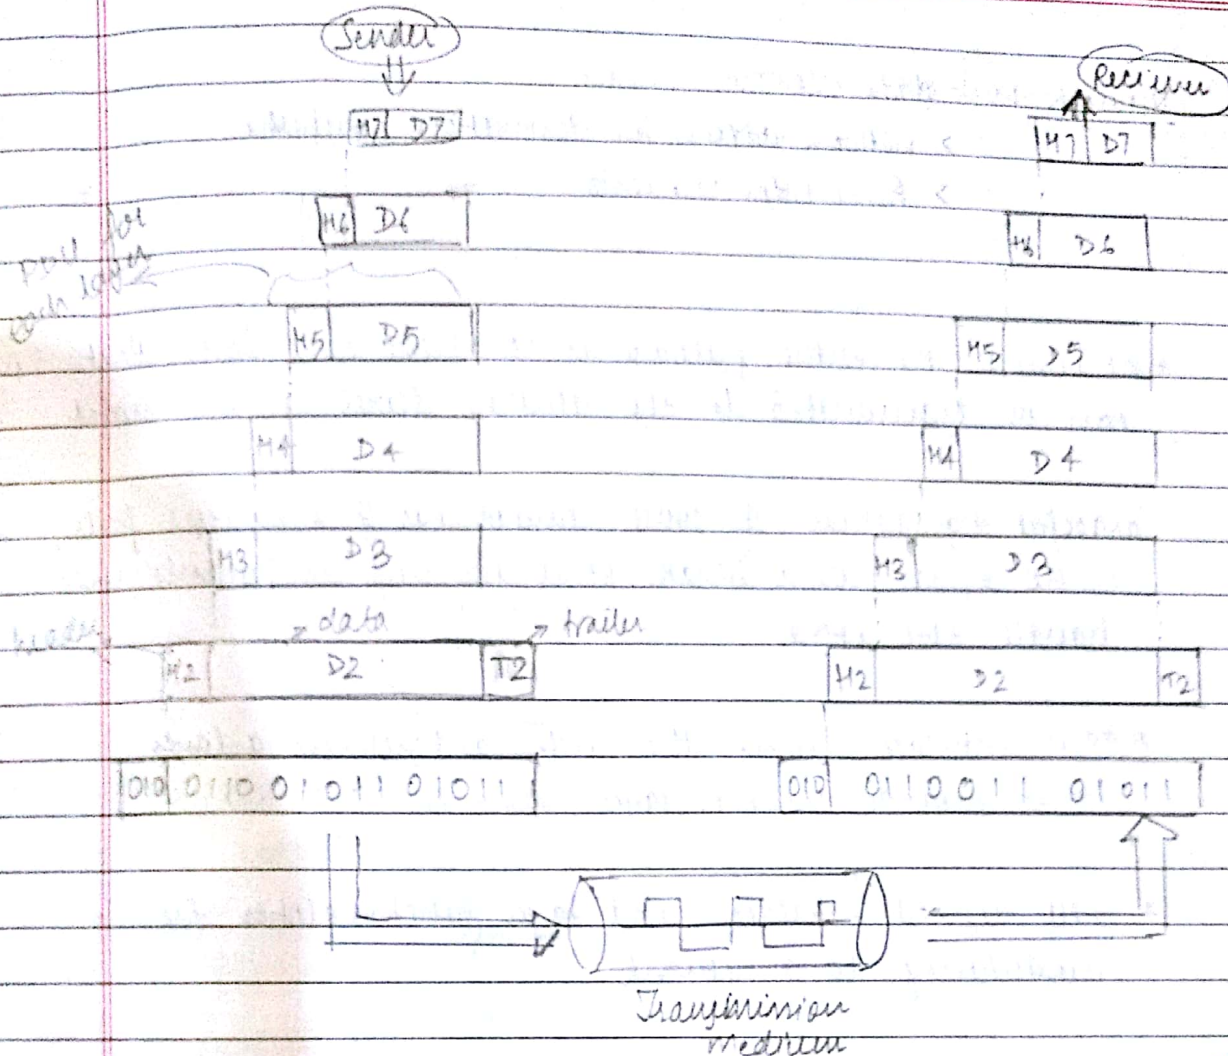 Sender
Reciever
H7 D7
H7 D7
H6 D6
H6 D6
PDU for
each layer
H5 D5
H5 D5
H4 D4
H4 D4
H3 D3
H3 D3
header
data
trailer
H2 D2 T2
H2 D2 T2
010 0110 01011 01011
010 0110011 01011
Transmission
medium